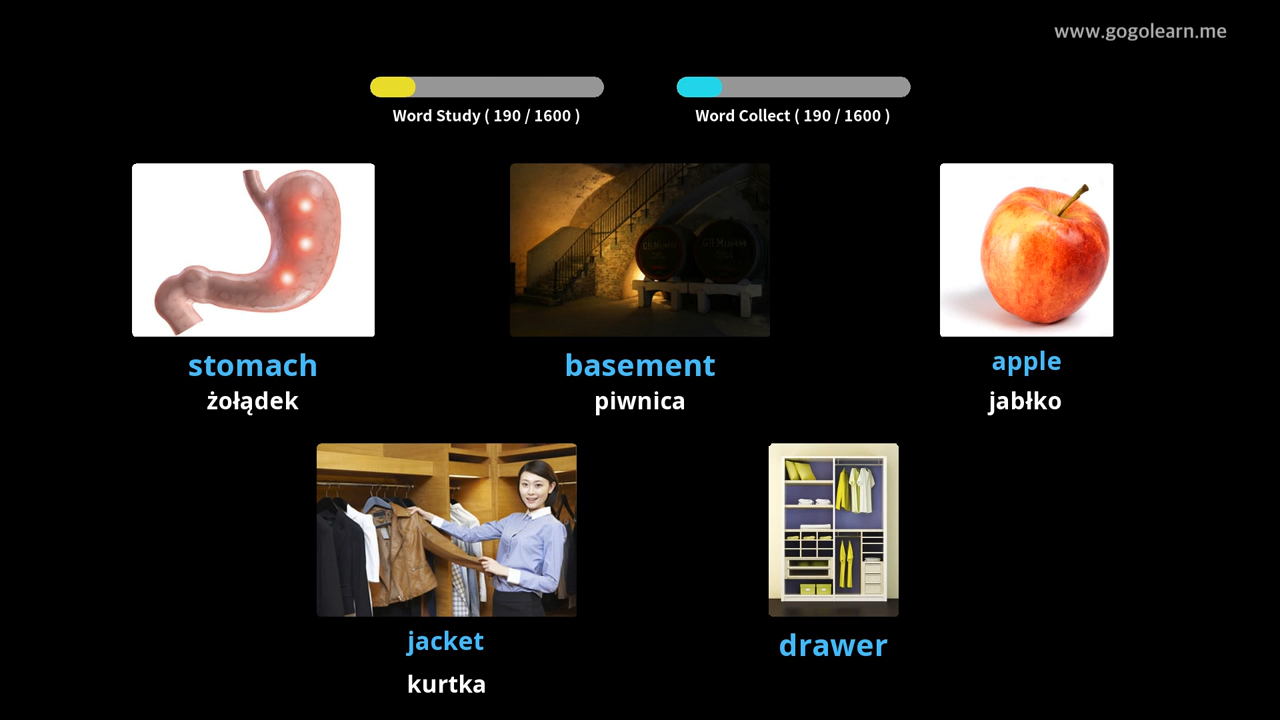 www.gogolearn.me
Word Study ( 190 / 1600 )
Word Collect ( 190 / 1600 )
stomach
żołądek
basement
piwnica
apple
jabłko
jacket
kurtka
drawer